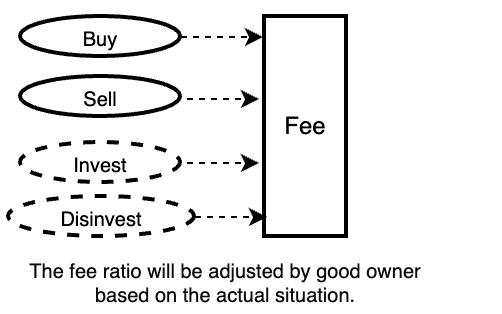 Buy
Sell
Fee
Invest
Disinvest
The fee ratio will be adjusted by good owner
based on the actual situation.